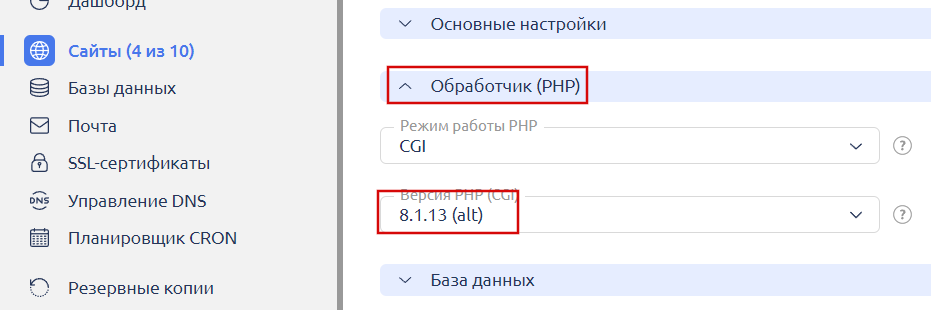 Дашборд
Сайты (4 из 10)
Базы данных
Почта
SSL-сертификаты
DNS
Управление DNS
Планировщик CRON
Резервные копии
Основные настройки
Обработчик (PHP)
Режим работы PHP
CGI
?
Версия PHP (CGI)
8.1.13 (alt)
?
База данных